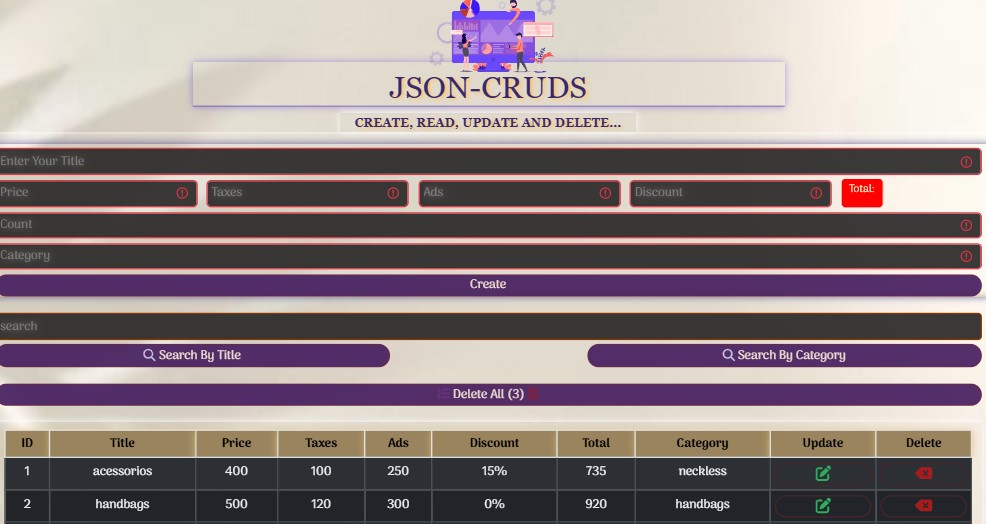 JSON-CRUDS
CREATE, READ, UPDATE AND DELETE...
Enter Your Title
Price Taxes Ads Discount Total:
Count
Category
Create
search
Search By Title Search By Category
Delete All (3)
ID Title Price Taxes Ads Discount Total Category Update Delete
1 acessorios 400 100 250 15% 735 neckless
2 handbags 500 120 300 0% 920 handbags